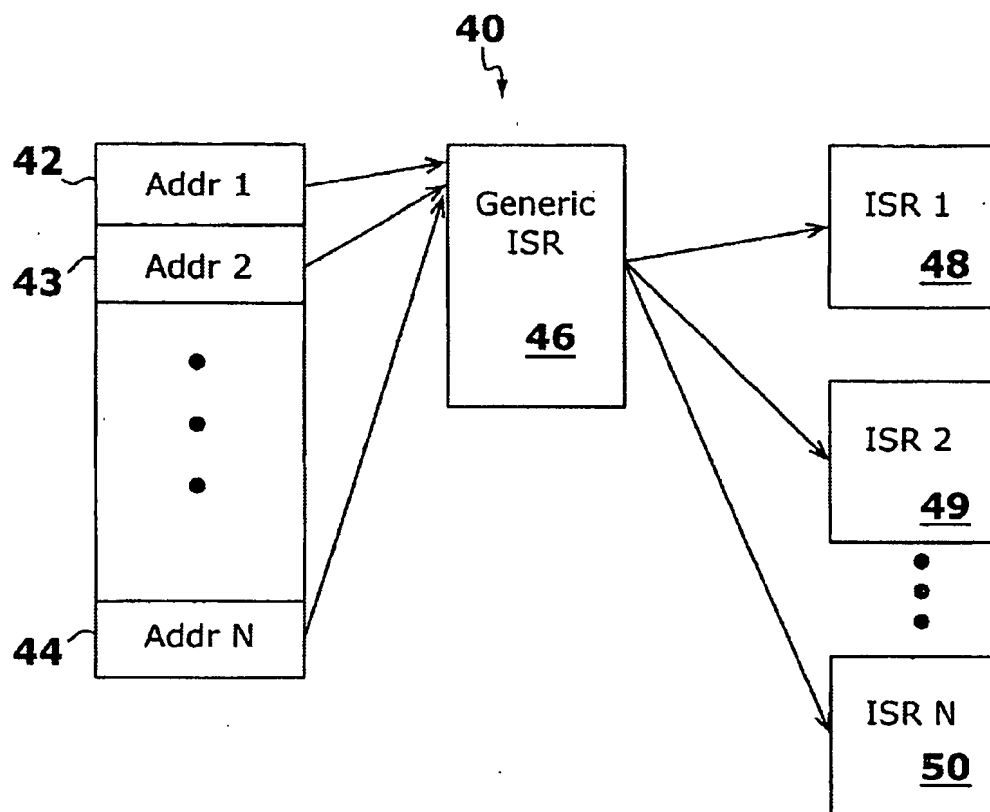 40
42
Addr 1
43
Addr 2
44
Addr N
Generic
ISR
46
ISR 1
48
ISR 2
49
ISR N
50